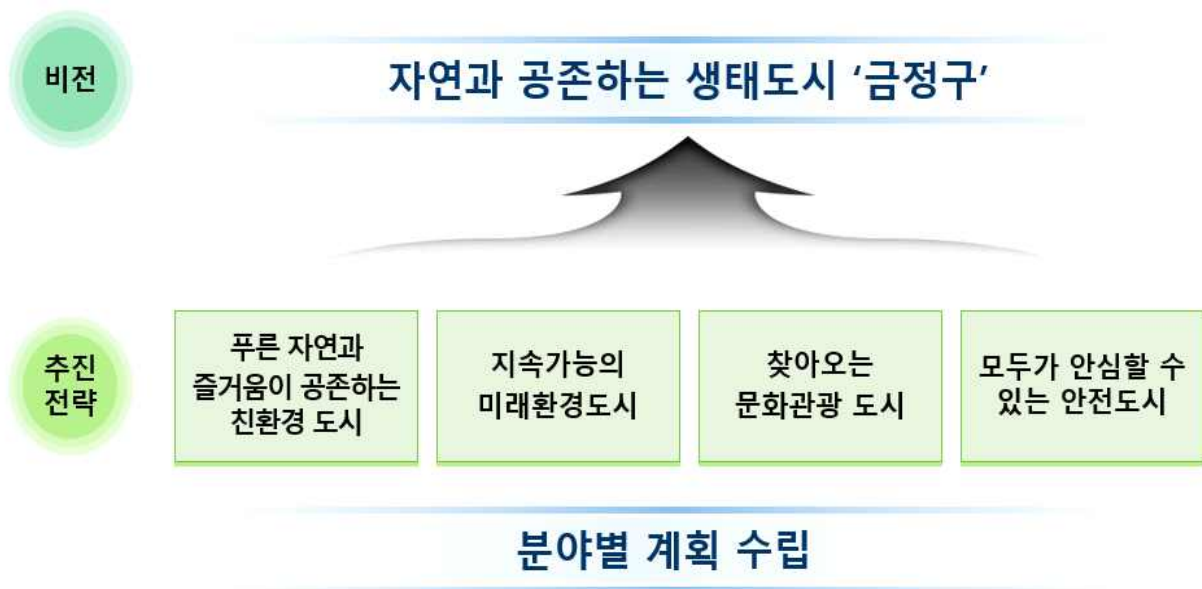 비전
자연과 공존하는 생태도시 ‘금정구’
추진
전략
푸른 자연과
즐거움이 공존하는
친환경 도시
지속가능의
미래환경도시
찾아오는
문화관광 도시
모두가 안심할 수
있는 안전도시
분야별 계획 수립